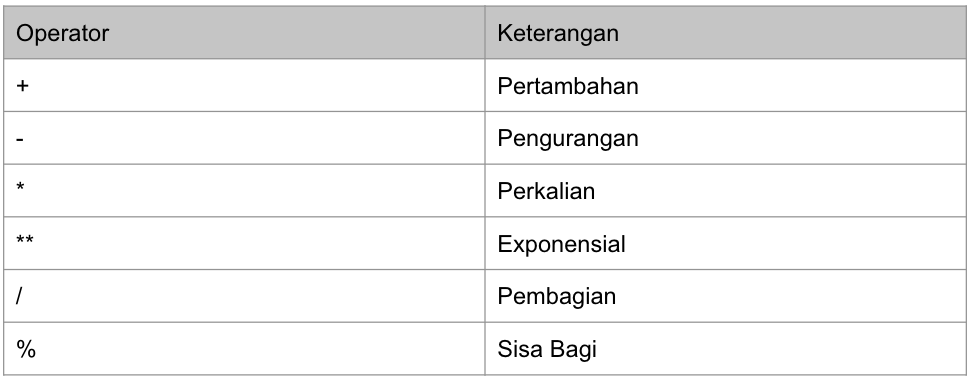 Operator Keterangan
+ Pertambahan
- Pengurangan
* Perkalian
** Exponensial
/ Pembagian
% Sisa Bagi